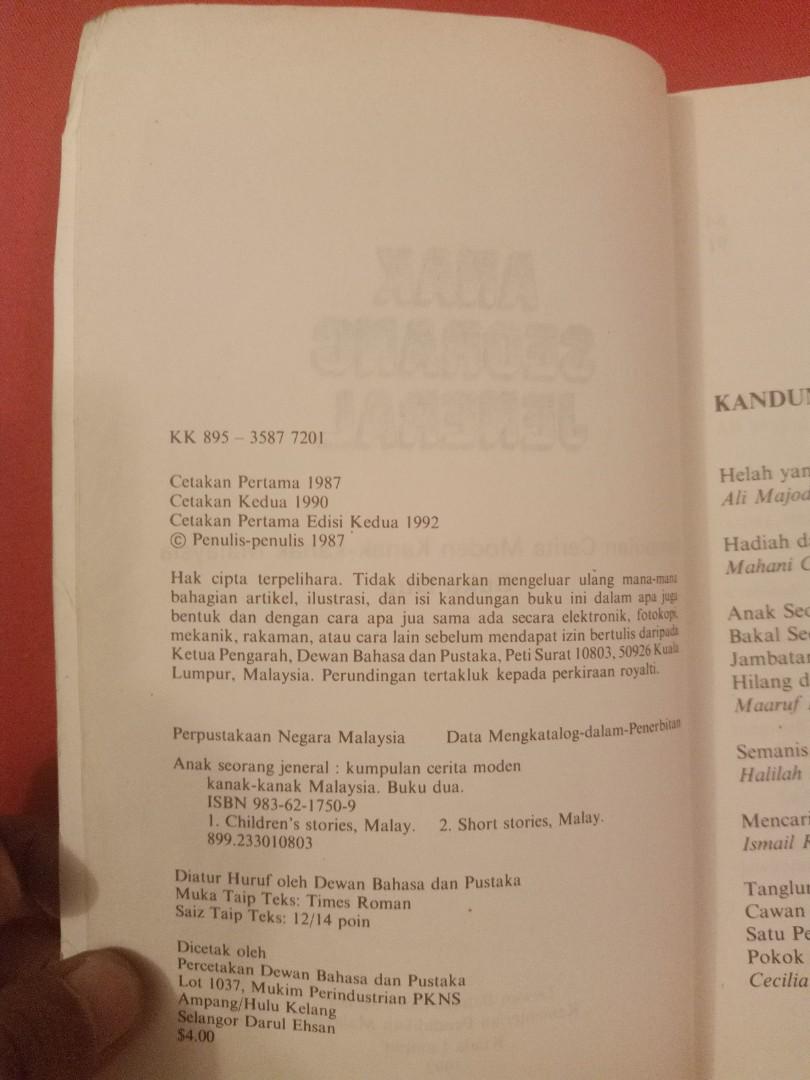 KK 895 – 3587 7201
Cetakan Pertama 1987
Cetakan Kedua 1990
Cetakan Pertama Edisi Kedua 1992
© Penulis-penulis 1987
Hak cipta terpelihara. Tidak dibenarkan mengeluar ulang mana-mana
bahagian artikel, ilustrasi, dan isi kandungan buku ini dalam apa juga
bentuk dan dengan cara apa jua sama ada secara elektronik, fotokopi,
mekanik, rakaman, atau cara lain sebelum mendapat izin bertulis daripada
Ketua Pengarah, Dewan Bahasa dan Pustaka, Peti Surat 10803, 50926 Kuala
Lumpur, Malaysia. Perundingan tertakluk kepada perkiraan royalti.
Perpustakaan Negara Malaysia Data Mengkatalog-dalam-Penerbitan
Anak seorang jeneral : kumpulan cerita moden
kanak-kanak Malaysia. Buku dua.
ISBN 983-62-1750-9
1. Children's stories, Malay. 2. Short stories, Malay.
899.233010803
Diatur Huruf oleh Dewan Bahasa dan Pustaka
Muka Taip Teks: Times Roman
Saiz Taip Teks: 12/14 poin
Dicetak oleh
Percetakan Dewan Bahasa dan Pustaka
Lot 1037, Mukim Perindustrian PKNS
Ampang/Hulu Kelang
Selangor Darul Ehsan
$4.00
KANDUN
Helah yan
Ali Majod
Hadiah da
Mahani
Anak Seo
Bakal Se
Jambatan
Hilang d
Maaruf
Semanis
Halilah
Mencari
Ismail
Tanglun
Cawan
Satu Pe
Pokok
Cecilia